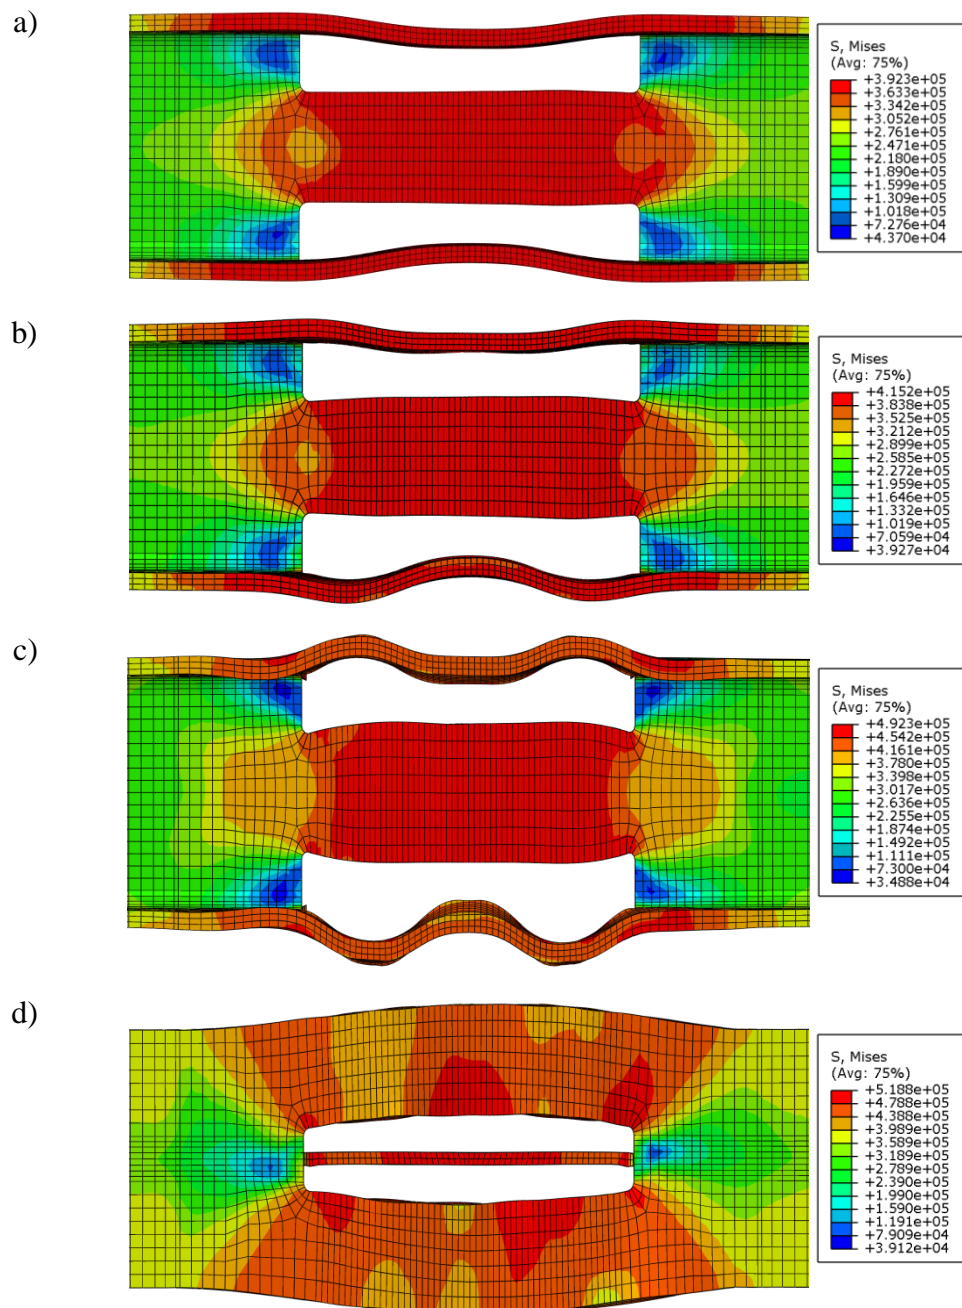 a)
S, Mises
(Avg: 75%)
+3.923e+05
+3.633e+05
+3.342e+05
+3.052e+05
+2.761e+05
+2.471e+05
+2.180e+05
+1.890e+05
+1.599e+05
+1.309e+05
+1.018e+05
+7.276e+04
+4.370e+04
b)
S, Mises
(Avg: 75%)
+4.152e+05
+3.838e+05
+3.525e+05
+3.212e+05
+2.899e+05
+2.585e+05
+2.272e+05
+1.959e+05
+1.646e+05
+1.332e+05
+1.019e+05
+7.059e+04
+3.927e+04
c)
S, Mises
(Avg: 75%)
+4.923e+05
+4.542e+05
+4.161e+05
+3.780e+05
+3.398e+05
+3.017e+05
+2.636e+05
+2.255e+05
+1.874e+05
+1.492e+05
+1.111e+05
+7.300e+04
+3.488e+04
d)
S, Mises
(Avg: 75%)
+5.188e+05
+4.788e+05
+4.388e+05
+3.989e+05
+3.589e+05
+3.189e+05
+2.789e+05
+2.390e+05
+1.990e+05
+1.590e+05
+1.191e+05
+7.909e+04
+3.912e+04